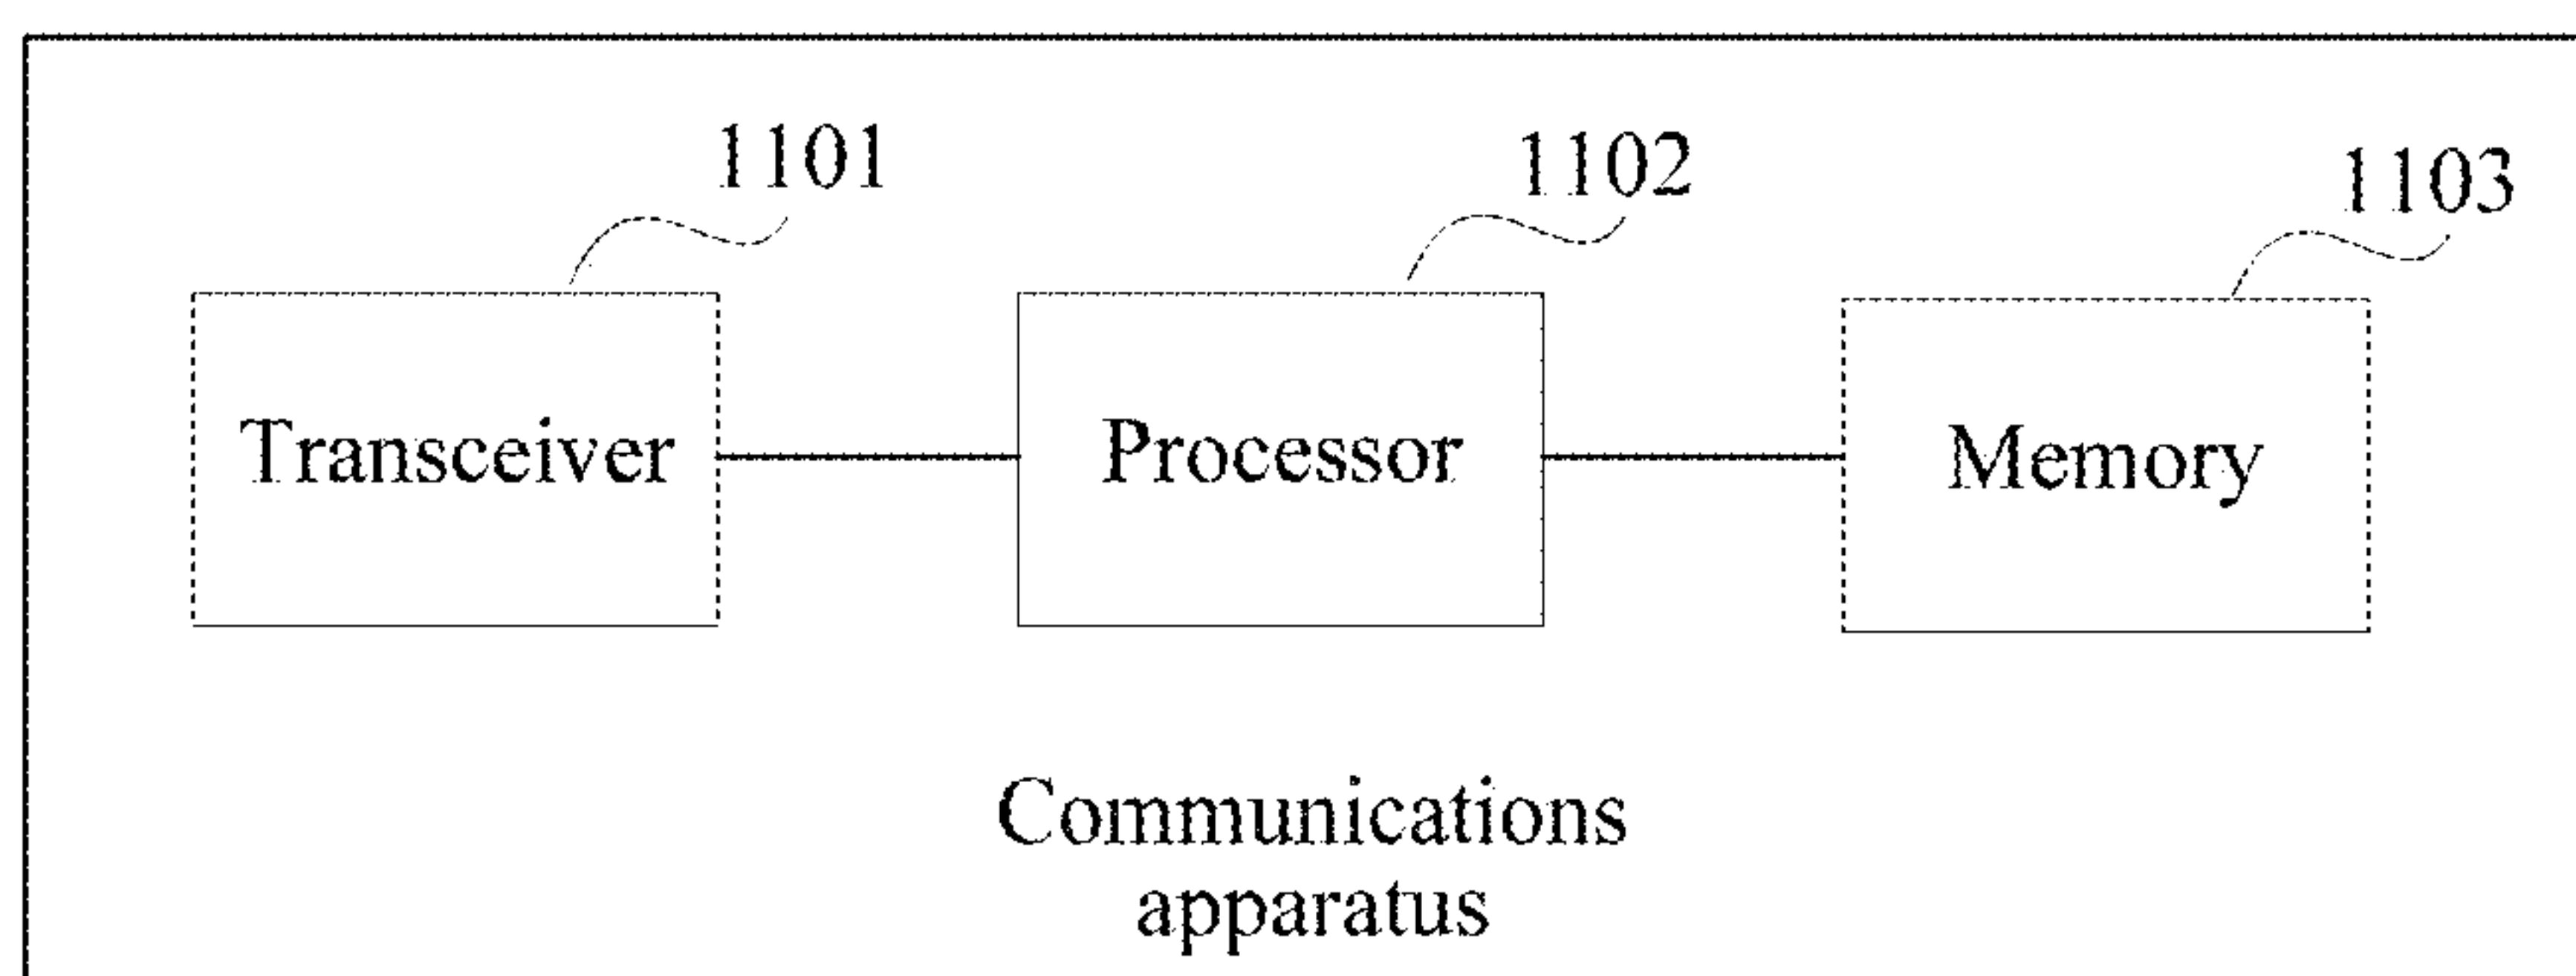 1101
1102
1103
Transceiver
Processor
Memory
Communications
apparatus